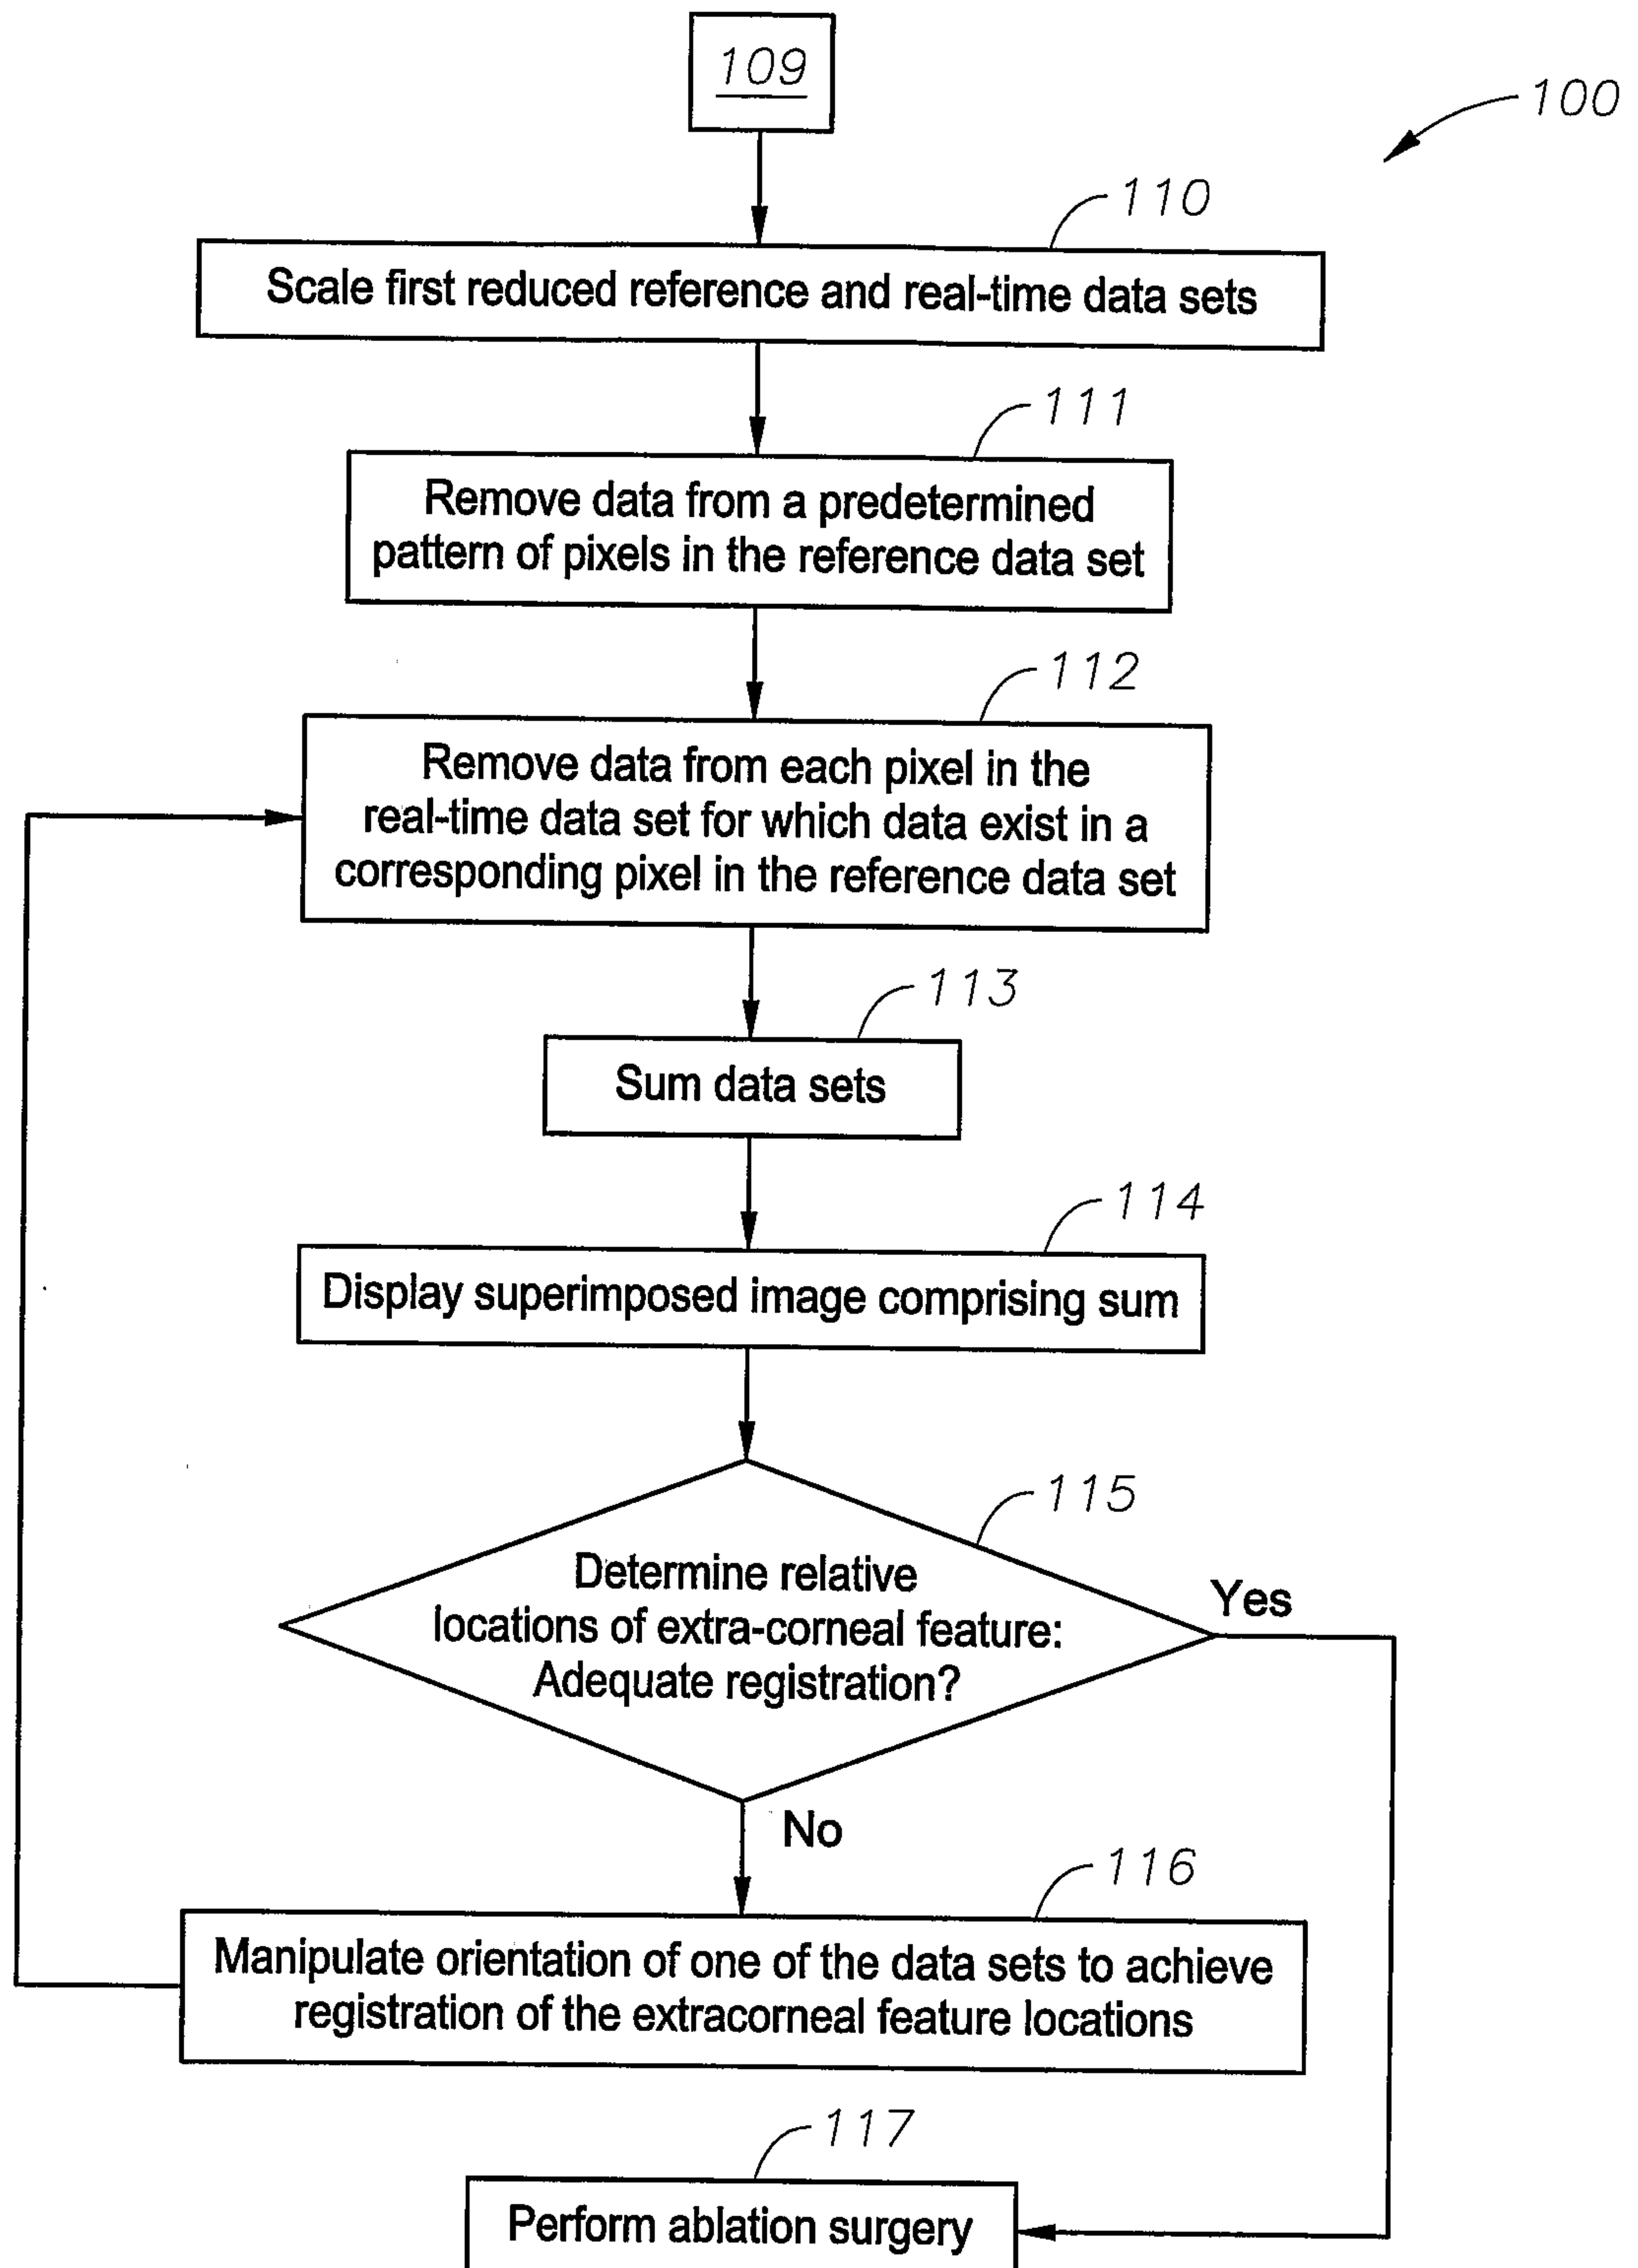 109
100
110
Scale first reduced reference and real-time data sets
111
Remove data from a predetermined
pattern of pixels in the reference data set
112
Remove data from each pixel in the
real-time data set for which data exist in a
corresponding pixel in the reference data set
113
Sum data sets
114
Display superimposed image comprising sum
115
Determine relative
locations of extra-corneal feature:
Adequate registration?
Yes
No
116
Manipulate orientation of one of the data sets to achieve
registration of the extracorneal feature locations
117
Perform ablation surgery